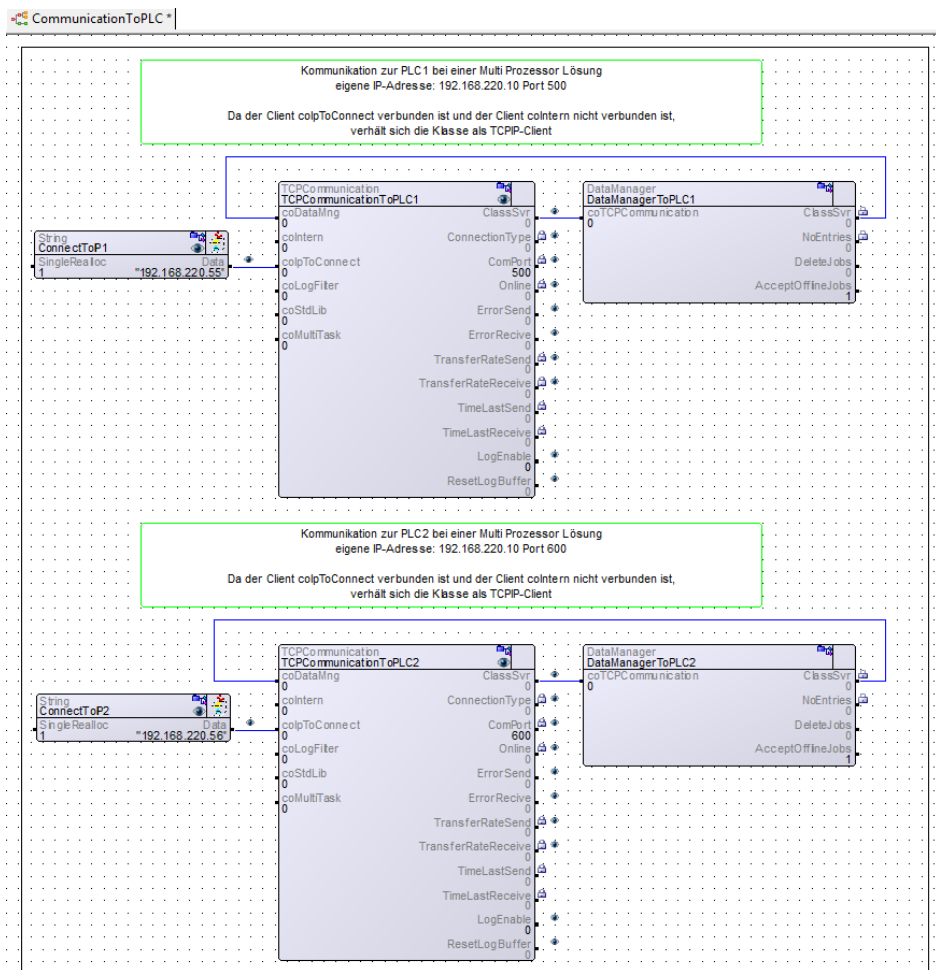 CommunicationToPLC *
Kommunikation zur PLC1 bei einer Multi Prozessor Lösung
eigene IP-Adresse: 192.168.220.10 Port 500
Da der Client coIpToConnect verbunden ist und der Client coIntern nicht verbunden ist,
verhält sich die Klasse als TCPIP-Client
TCPCommunication
TCPCommunicationToPLC1
coDataMng ClassSvr
0 0
coIntern ConnectionType
0 0
coIpToConnect ComPort
0 500
coLogFilter Online
0 0
coStdLib ErrorSend
0 0
coMultiTask ErrorRecive
0 0
TransferRateSend
0
TransferRateReceive
0
TimeLastSend
0
TimeLastReceive
0
LogEnable
0
ResetLogBuffer
0
DataManager
DataManagerToPLC1
coTCPCommunication ClassSvr
0 0
NoEntries
0
DeleteJobs
0
AcceptOfflineJobs
1
String
ConnectToP1
SingleRealloc Data
1 "192.168.220.55"
Kommunikation zur PLC2 bei einer Multi Prozessor Lösung
eigene IP-Adresse: 192.168.220.10 Port 600
Da der Client coIpToConnect verbunden ist und der Client coIntern nicht verbunden ist,
verhält sich die Klasse als TCPIP-Client
TCPCommunication
TCPCommunicationToPLC2
coDataMng ClassSvr
0 0
coIntern ConnectionType
0 0
coIpToConnect ComPort
0 600
coLogFilter Online
0 0
coStdLib ErrorSend
0 0
coMultiTask ErrorRecive
0 0
TransferRateSend
0
TransferRateReceive
0
TimeLastSend
0
TimeLastReceive
0
LogEnable
0
ResetLogBuffer
0
DataManager
DataManagerToPLC2
coTCPCommunication ClassSvr
0 0
NoEntries
0
DeleteJobs
0
AcceptOfflineJobs
1
String
ConnectToP2
SingleRealloc Data
1 "192.168.220.56"